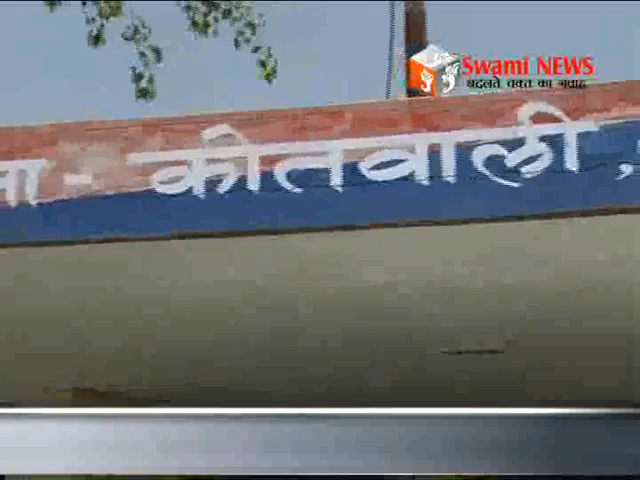 Swami NEWS
बदलते वक्त का गवाह
ना - कोतवाली,